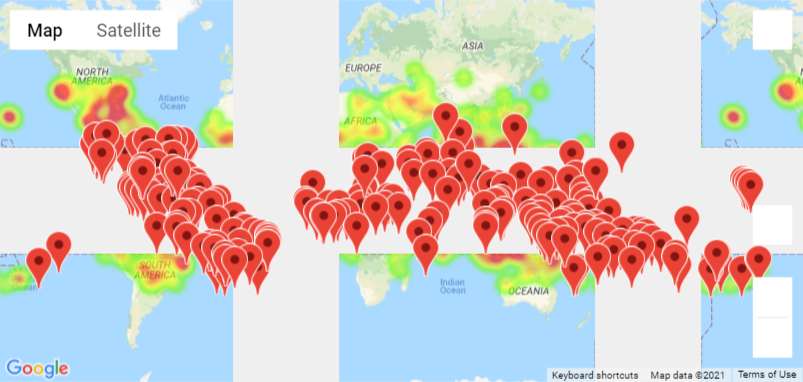 Map Satellite
ASIA
EUROPE
NORTH
AMERICA
Atlantic
Ocean
AFRICA
SOUTH
AMERICA
Indian
Ocean
OCEANIA
Ocean
Google
Keyboard shortcuts Map data ©2021 Terms of Use